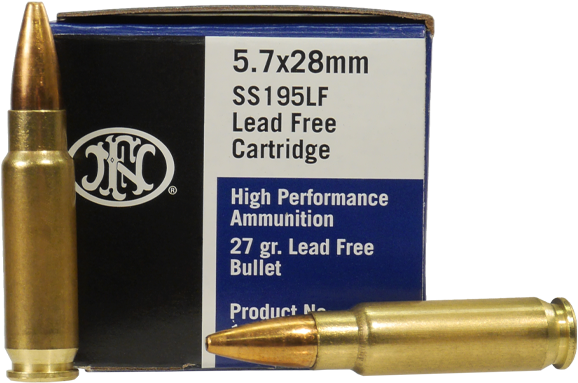 5.7x28mm
SS195LF
Lead Free
Cartridge
FN
®
High Performance
Ammunition
27 gr. Lead Free
Bullet
Product No.